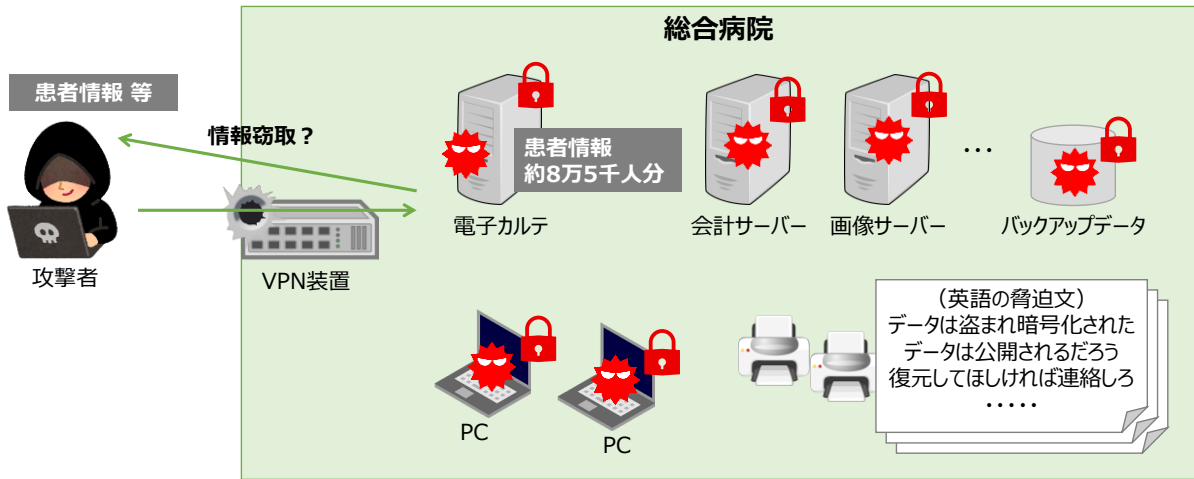 総合病院
患者情報 等
情報窃取？
患者情報
約8万5千人分
…
電子カルテ
会計サーバー
画像サーバー
バックアップデータ
攻撃者
VPN装置
（英語の脅迫文）
データは盗まれ暗号化された
データは公開されるだろう
復元してほしければ連絡しろ
・・・・・
PC
PC